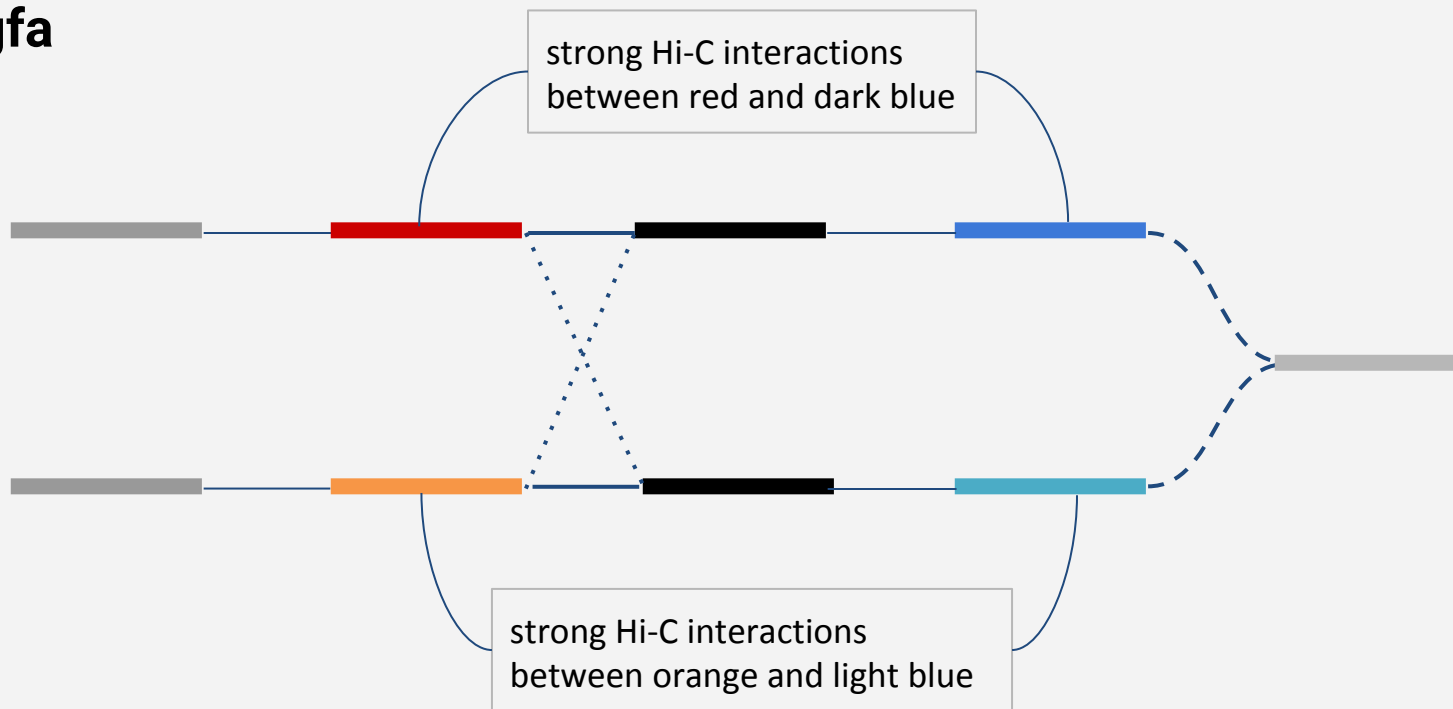 gfa
strong Hi-C interactions
between red and dark blue
strong Hi-C interactions
between orange and light blue